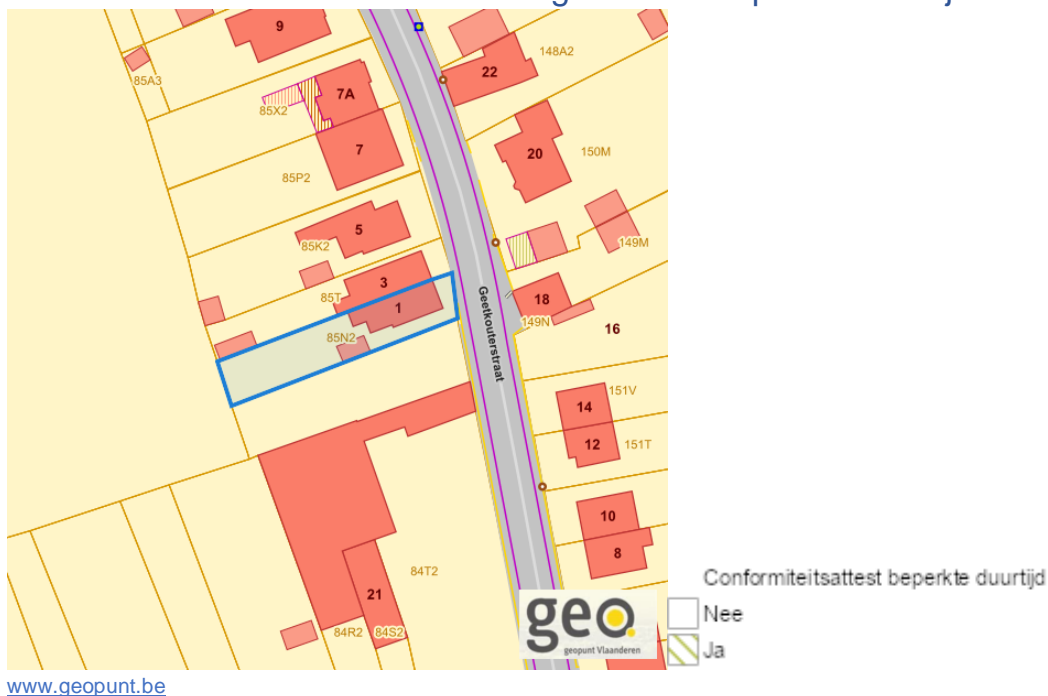 9
22
148A2
85A3
7A
85X2
7
20
150M
85P2
5
85K2
149M
3
85T
1
18
149N
16
85N2
Geetkouterstraat
151V
14
12
151T
10
8
84T2
21
84R2
84S2
geo
geopunt Vlaanderen
Conformiteitsattest beperkte duurtijd
Nee
Ja
www.geopunt.be